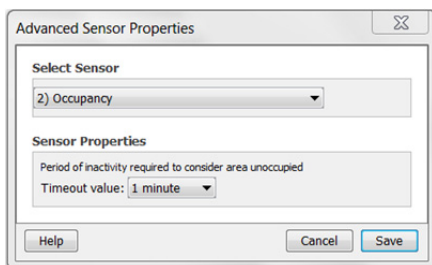 Advanced Sensor Properties
Select Sensor
2) Occupancy
Sensor Properties
Period of inactivity required to consider area unoccupied
Timeout value: 1 minute
Help Cancel Save